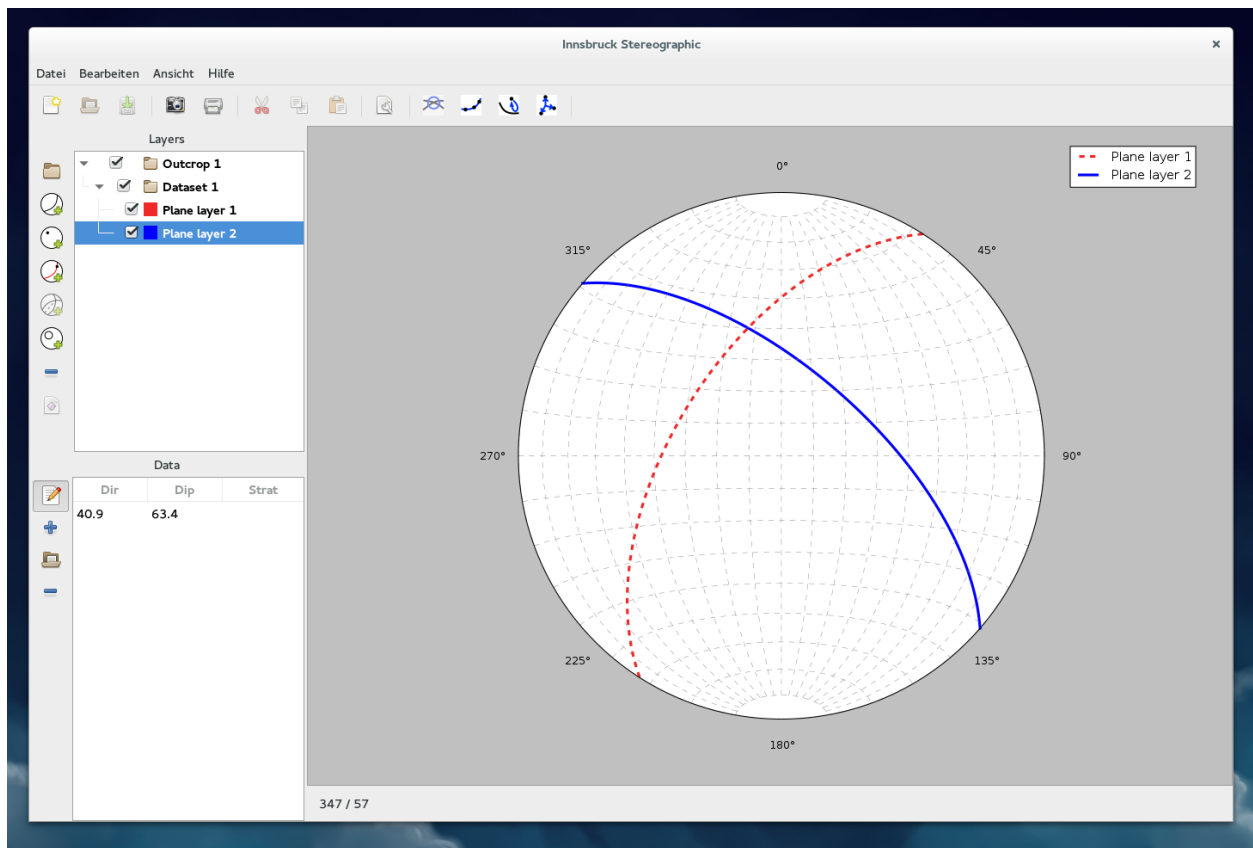 Innsbruck Stereographic
Datei Bearbeiten Ansicht Hilfe
Layers
Outcrop 1
Dataset 1
Plane layer 1
Plane layer 2
Data
Dir Dip Strat
40.9 63.4
Plane layer 1
Plane layer 2
0°
315° 45°
270° 90°
225° 135°
180°
347 / 57